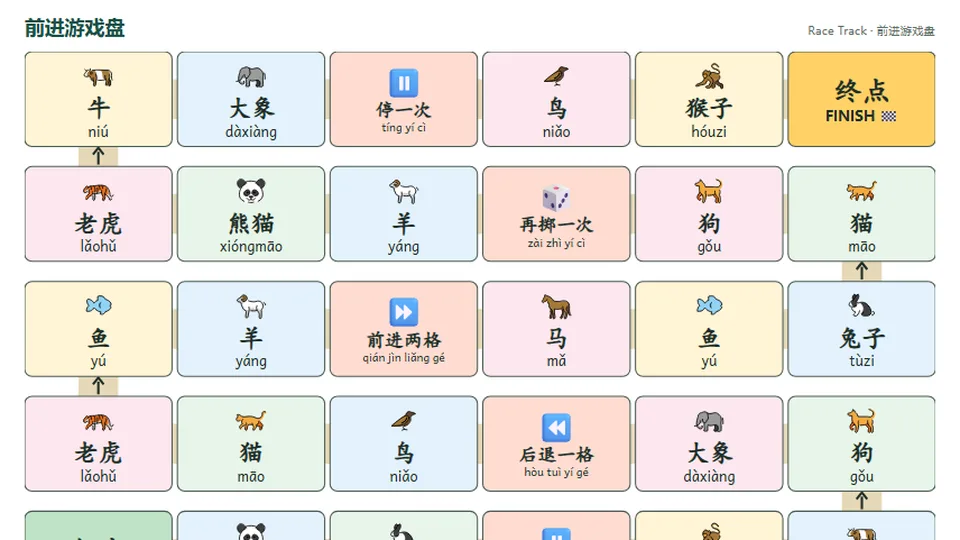 前进游戏盘
Race Track · 前进游戏盘
牛
niú
大象
dàxiàng
停一次
tíng yí cì
鸟
niǎo
猴子
hóuzi
终点
FINISH
老虎
lǎohǔ
熊猫
xióngmāo
羊
yáng
再掷一次
zài zhì yí cì
狗
gǒu
猫
māo
鱼
yú
羊
yáng
前进两格
qián jìn liǎng gé
马
mǎ
鱼
yú
兔子
tùzi
老虎
lǎohǔ
猫
māo
鸟
niǎo
后退一格
hòu tuì yí gé
大象
dàxiàng
狗
gǒu